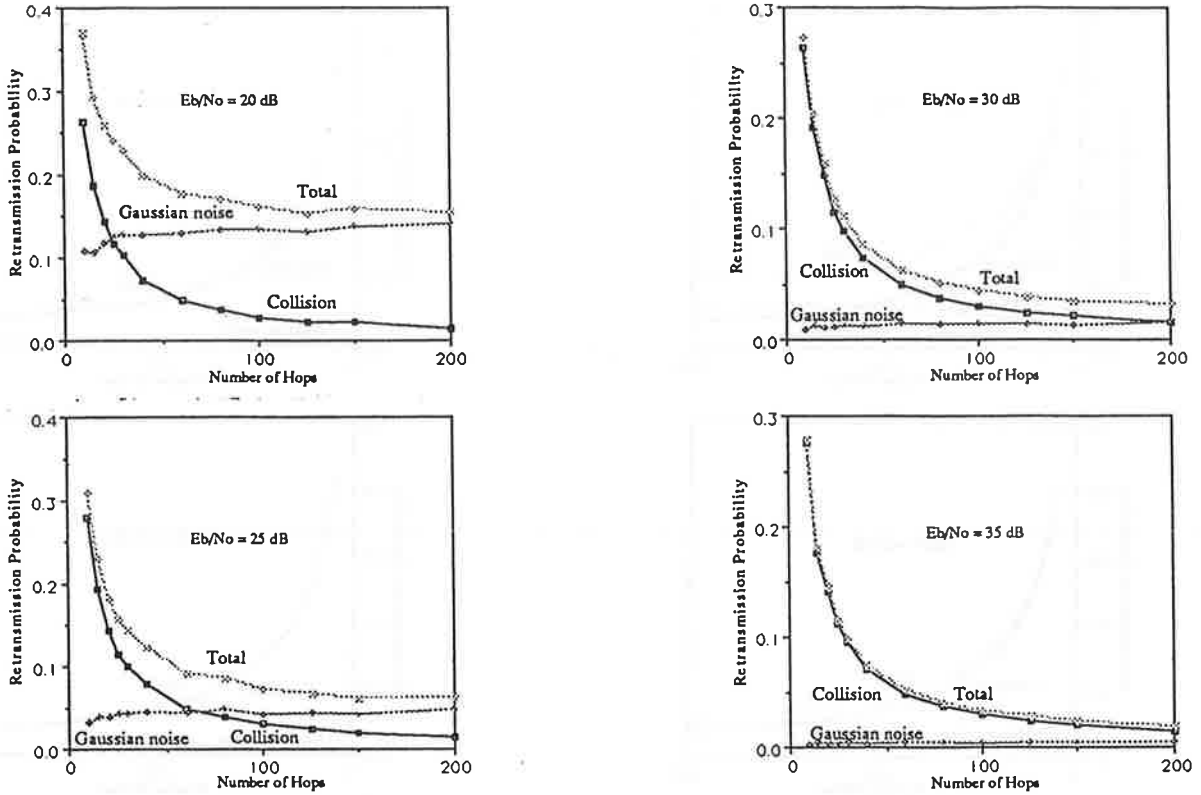 0.4
0.3
0.2
0.1
0.0
Retransmission Probability
Eb/No = 20 dB
Total
Gaussian noise
Collision
0
100
200
Number of Hops
0.3
0.2
0.1
0.0
Retransmission Probability
Eb/No = 30 dB
Collision
Total
Gaussian noise
0
100
200
Number of Hops
0.4
0.3
0.2
0.1
0.0
Retransmission Probability
Eb/No = 25 dB
Total
Gaussian noise
Collision
0
100
200
Number of Hops
0.3
0.2
0.1
0.0
Retransmission Probability
Eb/No = 35 dB
Collision
Total
Gaussian noise
0
100
200
Number of Hops